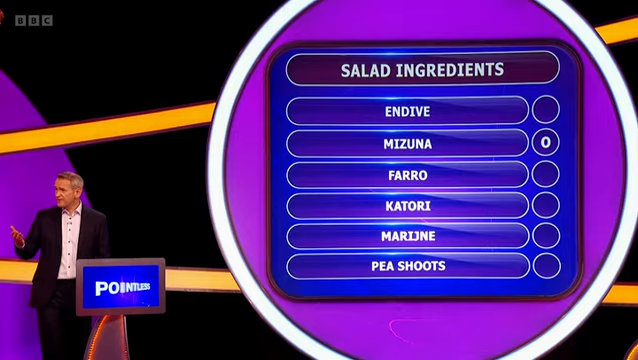 BBC
SALAD INGREDIENTS
ENDIVE
MIZUNA 0
FARRO
KATORI
MARIJNE
PEA SHOOTS
POINTLESS